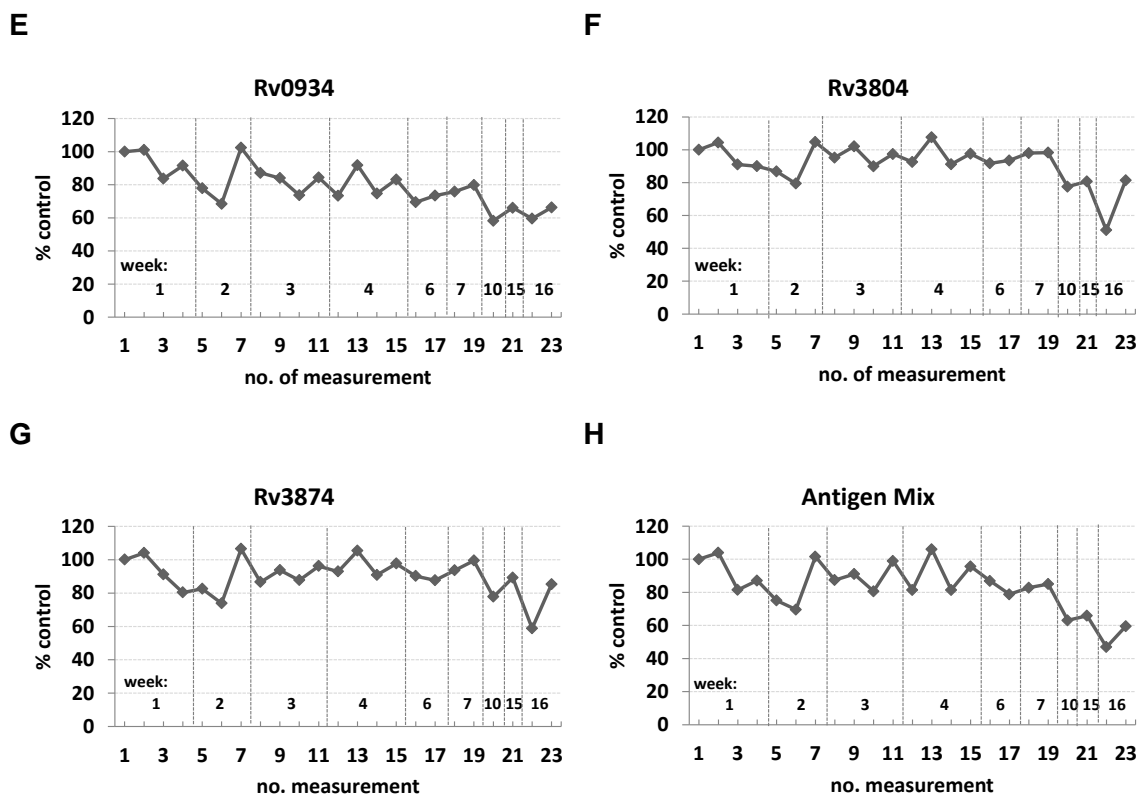 E
Rv0934
120
100
80
60
40
20
0
% control
week:
1 2 3 4 6 7 10 15 16
1 3 5 7 9 11 13 15 17 19 21 23
no. of measurement
F
Rv3804
120
100
80
60
40
20
0
% control
week:
1 2 3 4 6 7 10 15 16
1 3 5 7 9 11 13 15 17 19 21 23
no. of measurement
G
Rv3874
120
100
80
60
40
20
0
% control
week:
1 2 3 4 6 7 10 15 16
1 3 5 7 9 11 13 15 17 19 21 23
no. measurement
H
Antigen Mix
120
100
80
60
40
20
0
% control
week:
1 2 3 4 6 7 10 15 16
1 3 5 7 9 11 13 15 17 19 21 23
no. of measurement